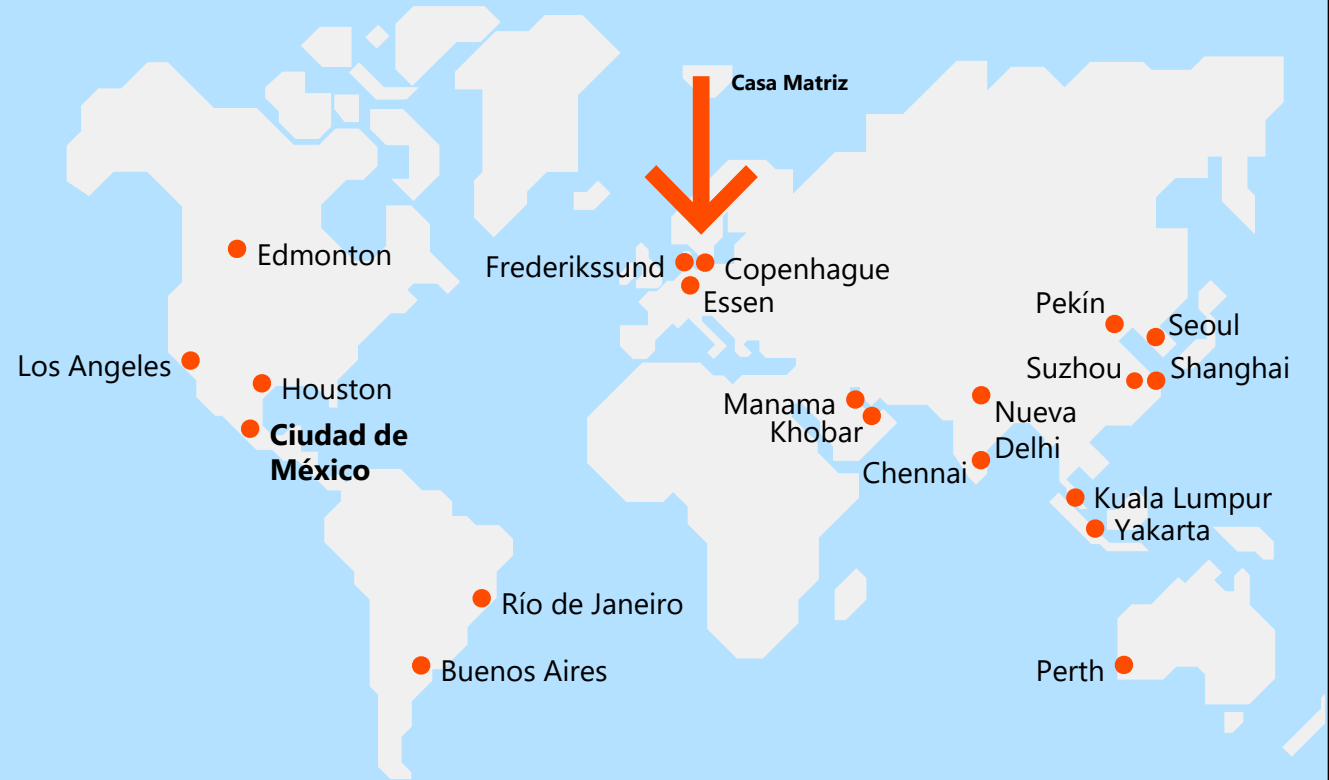 Casa Matriz
Edmonton
Frederikssund
Copenhague
Essen
Pekín
Seoul
Los Angeles
Houston
Suzhou
Shanghai
Manama
Khobar
Nueva
Delhi
Ciudad de
México
Chennai
Kuala Lumpur
Yakarta
Río de Janeiro
Buenos Aires
Perth